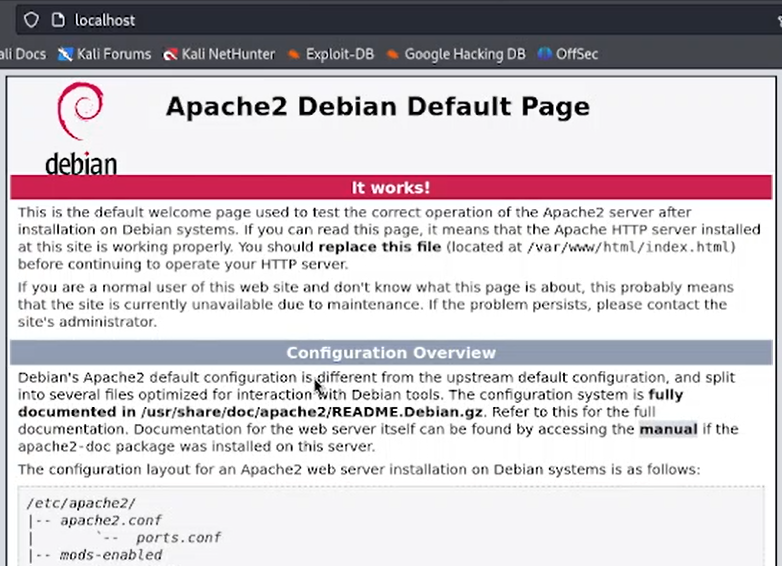 localhost
ali Docs Kali Forums Kali NetHunter Exploit-DB Google Hacking DB OffSec
debian
Apache2 Debian Default Page
It works!
This is the default welcome page used to test the correct operation of the Apache2 server after
installation on Debian systems. If you can read this page, it means that the Apache HTTP server installed
at this site is working properly. You should replace this file (located at /var/www/html/index.html)
before continuing to operate your HTTP server.
If you are a normal user of this web site and don't know what this page is about, this probably means
that the site is currently unavailable due to maintenance. If the problem persists, please contact the
site's administrator.
Configuration Overview
Debian's Apache2 default configuration is different from the upstream default configuration, and split
into several files optimized for interaction with Debian tools. The configuration system is fully
documented in /usr/share/doc/apache2/README.Debian.gz. Refer to this for the full
documentation. Documentation for the web server itself can be found by accessing the manual if the
apache2-doc package was installed on this server.
The configuration layout for an Apache2 web server installation on Debian systems is as follows:
/etc/apache2/
|-- apache2.conf
| `-- ports.conf
|-- mods-enabled